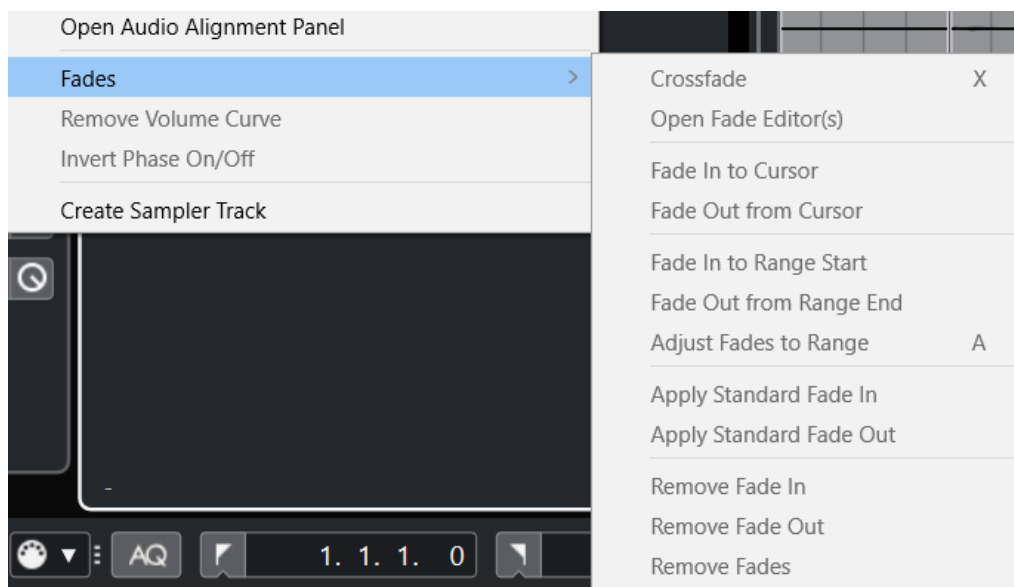 Open Audio Alignment Panel
Fades
Remove Volume Curve
Invert Phase On/Off
Create Sampler Track
Crossfade X
Open Fade Editor(s)
Fade In to Cursor
Fade Out from Cursor
Fade In to Range Start
Fade Out from Range End
Adjust Fades to Range A
Apply Standard Fade In
Apply Standard Fade Out
Remove Fade In
Remove Fade Out
Remove Fades
-
AQ 1. 1. 1. 0